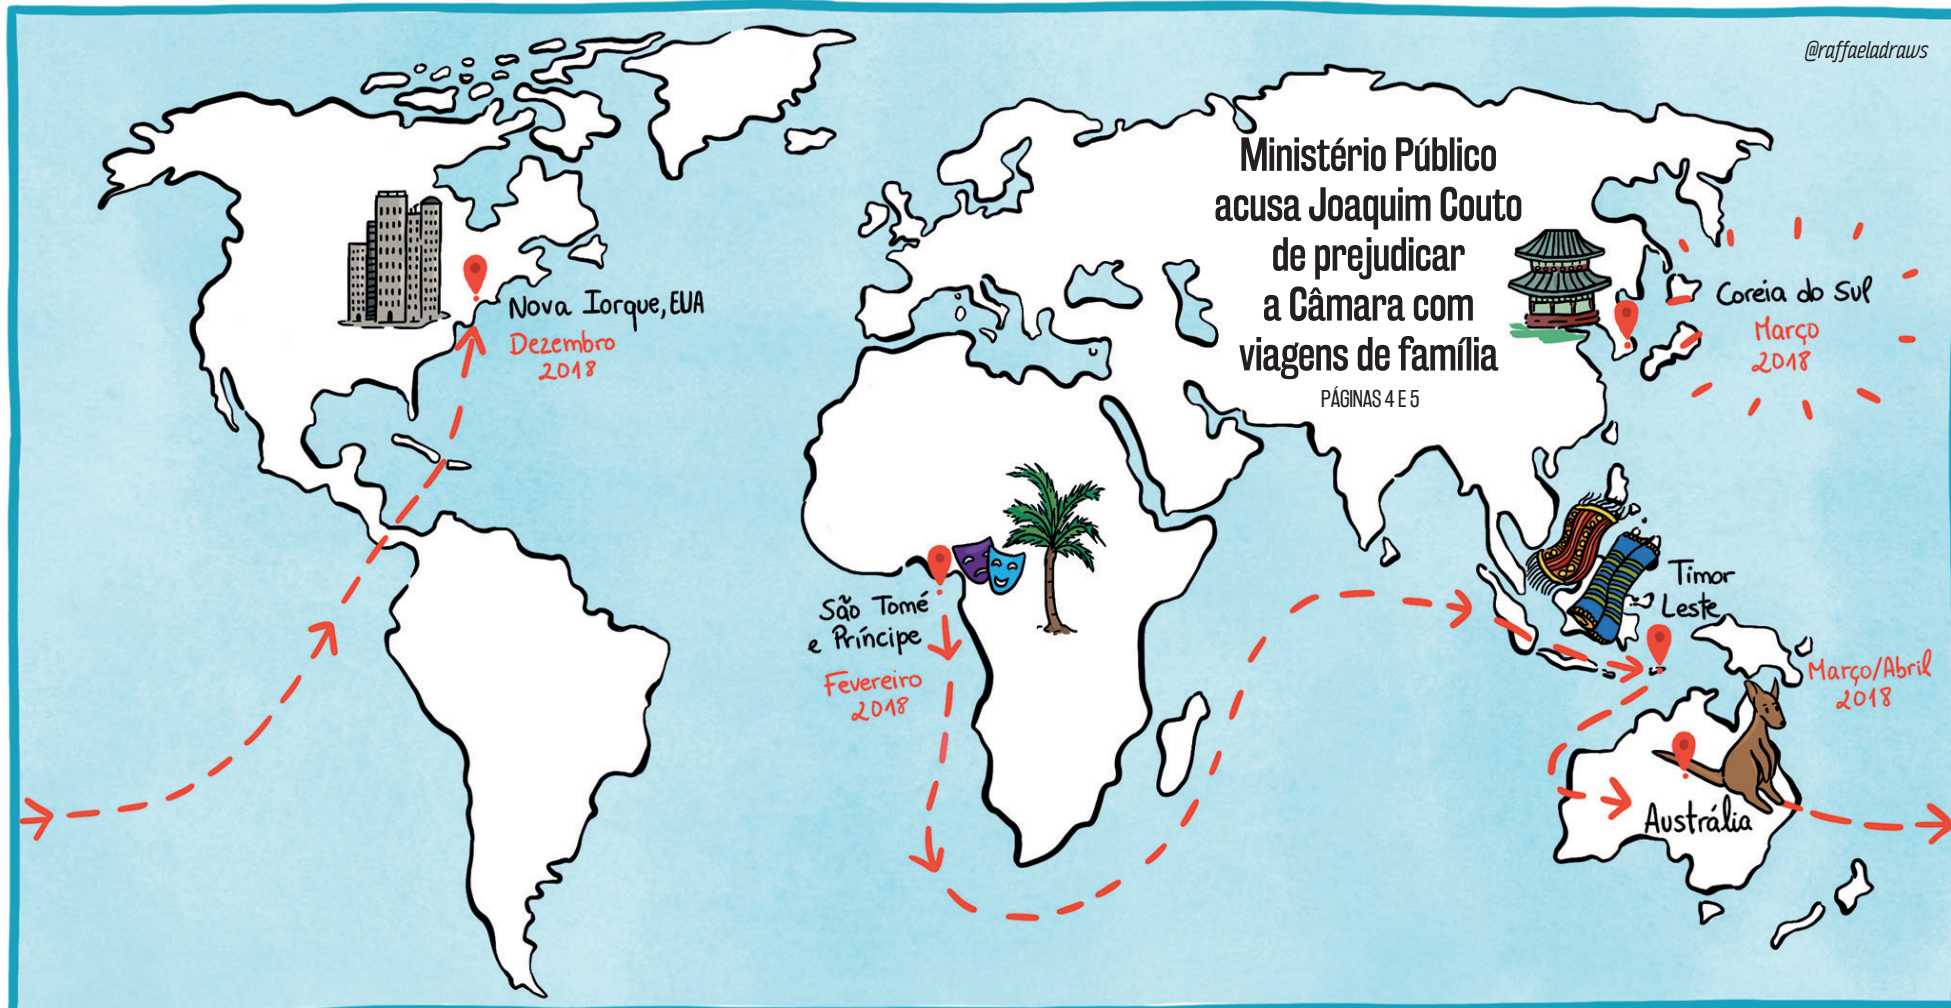 @raffaeladraws
Ministério Público
acusa Joaquim Couto
de prejudicar
a Câmara com
viagens de família
PÁGINAS 4 E 5
Nova Iorque, EUA
Dezembro
2018
Coreia do Sul
Março
2018
São Tomé
e Príncipe
Fevereiro
2018
Timor
Leste
Março/Abril
2018
Austrália